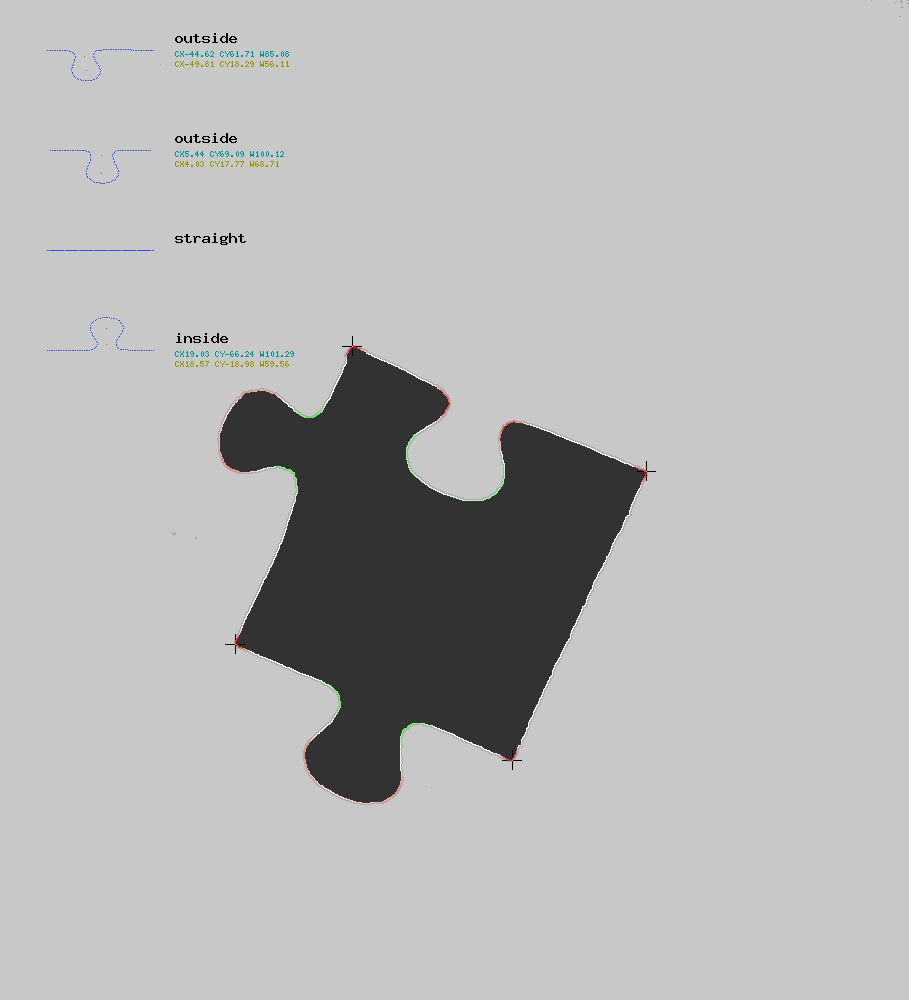 outside
CX-44.62 CY61.71 W85.08
CX-49.81 CY18.29 W56.11
outside
CX5.44 CY69.09 W100.12
CX4.03 CY17.77 W68.71
straight
inside
CX19.03 CY-66.24 W101.29
CX18.57 CY-18.98 W59.56